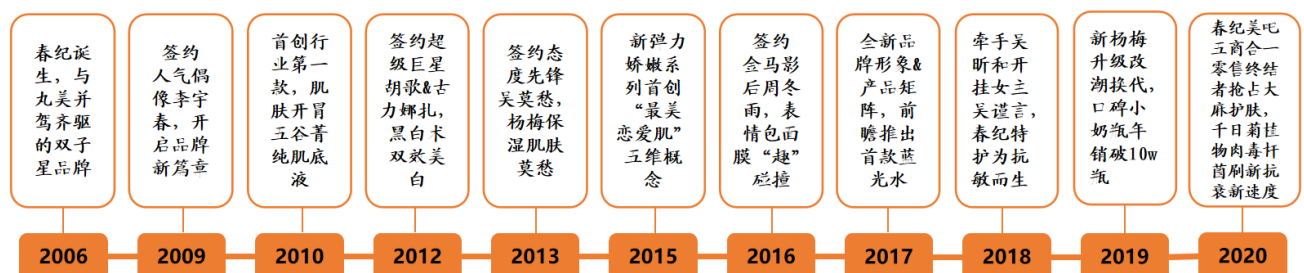 春纪诞
生，与
丸美并
驾齐驱
的双子
星品牌
签约
人气偶
像李宇
春，开
启品牌
新篇章
首创行
业第一
款，肌
肤开冒
五谷菁
纯肌底
液
签约超
级巨星
胡歌&古
力娜扎，
黑白术
双效美
白
签约态
度先锋
吴莫愁，
杨梅保
湿肌肤
莫愁
新弹力
娇嫩系
列首创
“最美
恋爱肌”
五维概
念
签约
金马影
后周冬
雨，表
情包面
膜“趣”
碰撞
全新品
牌形象&
产品矩
阵，前
瞻推出
首款蓝
光水
牵手吴
昕和开
挂女主
吴谨言，
春纪特
护为抗
敏而生
新杨梅
升级改
潮换代，
口碑小
奶瓶年
销破10w
瓶
春纪美吒
五商合一
零售终结
者抢占大
麻护肤，
千日菊植
物肉毒杆
菌刷新抗
衰新速度
2006
2009
2010
2012
2013
2015
2016
2017
2018
2019
2020